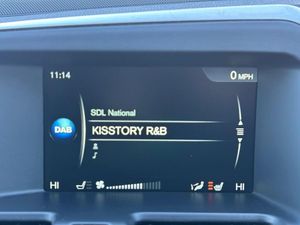 11:14
0 MPH
SDL National
DAB
KISSTORY R&B
HI
HI